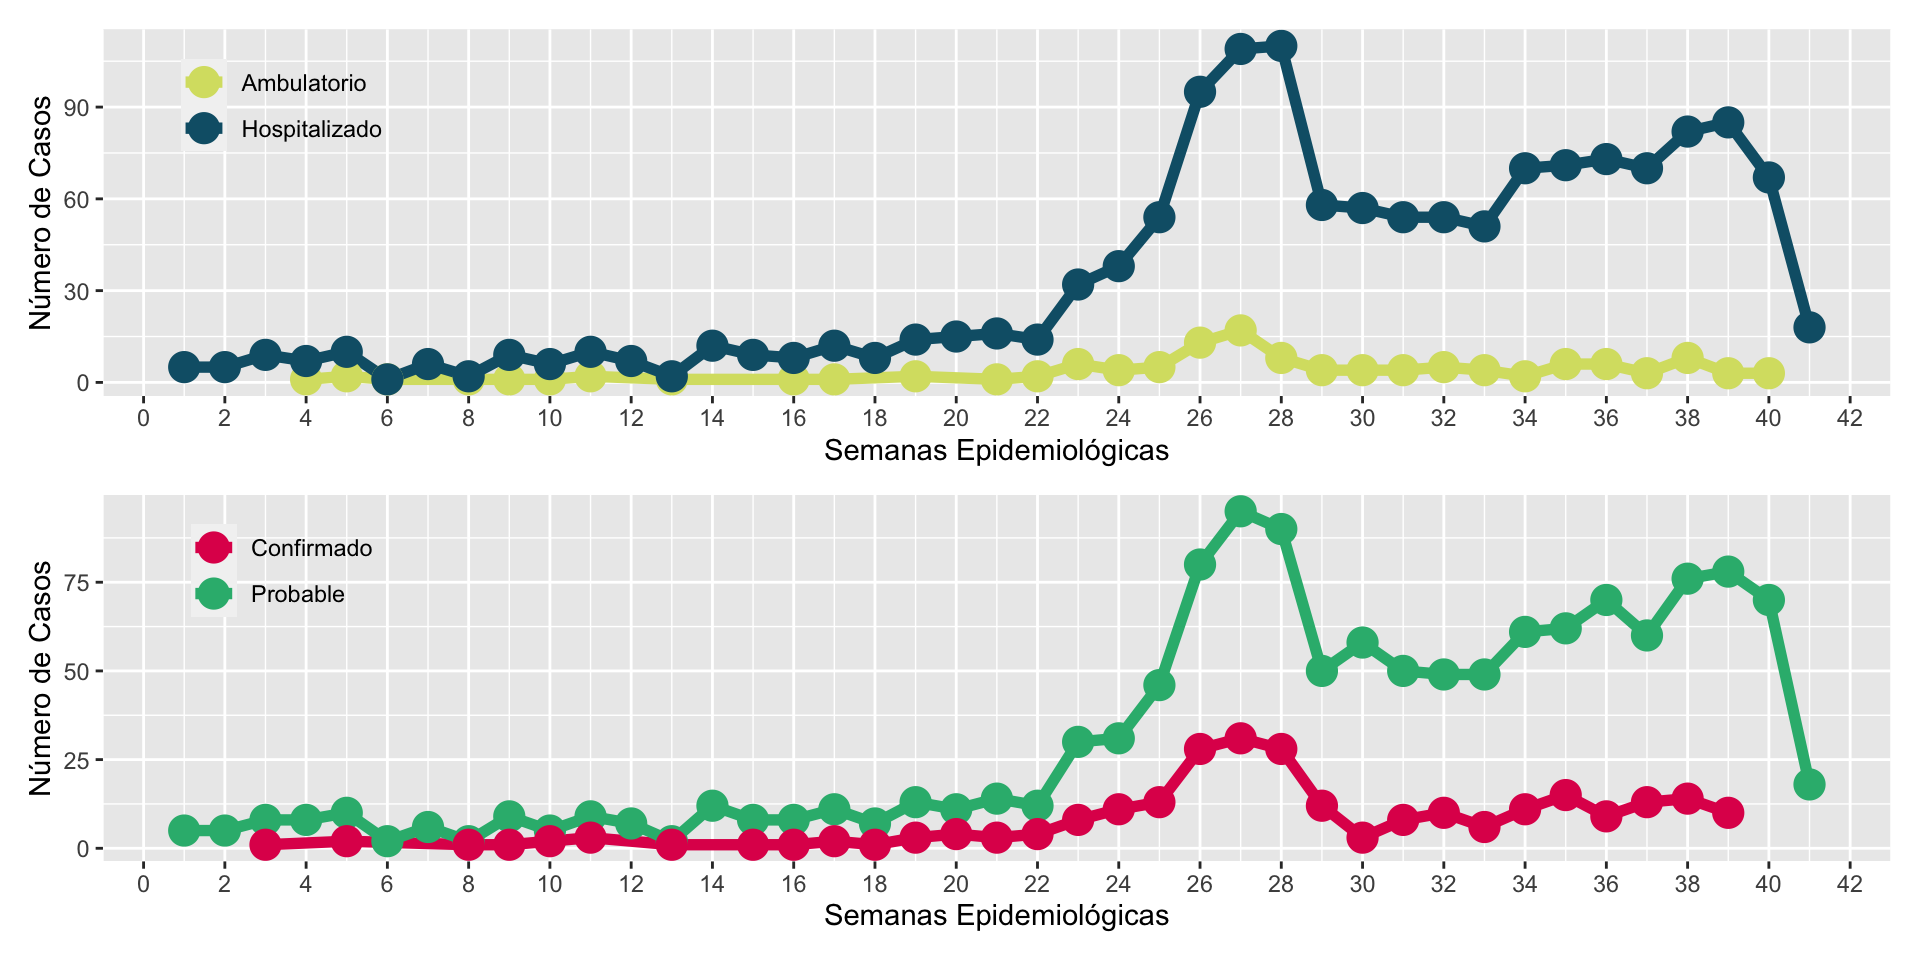 Ambulatorio
Hospitalizado
Número de Casos
90
60
30
0
0 2 4 6 8 10 12 14 16 18 20 22 24 26 28 30 32 34 36 38 40 42
Semanas Epidemiológicas
Confirmado
Probable
Número de Casos
75
50
25
0
0 2 4 6 8 10 12 14 16 18 20 22 24 26 28 30 32 34 36 38 40 42
Semanas Epidemiológicas